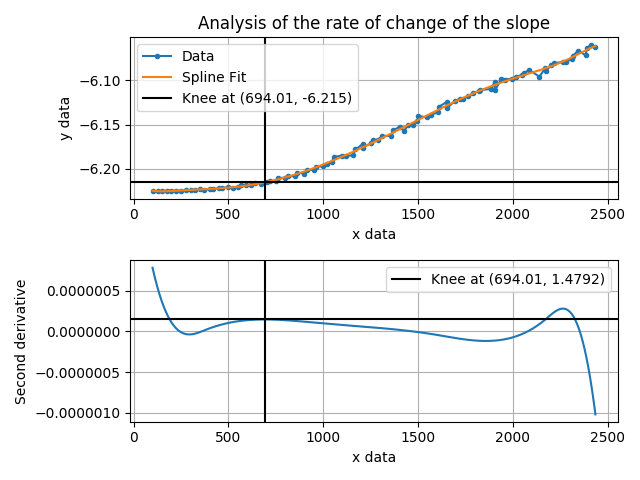 Analysis of the rate of change of the slope
Data
Spline Fit
Knee at (694.01, -6.215)
y data
−6.10
−6.15
−6.20
0 500 1000 1500 2000 2500
x data
Knee at (694.01, 1.4792)
Second derivative
0.0000005
0.0000000
−0.0000005
−0.0000010
0 500 1000 1500 2000 2500
x data